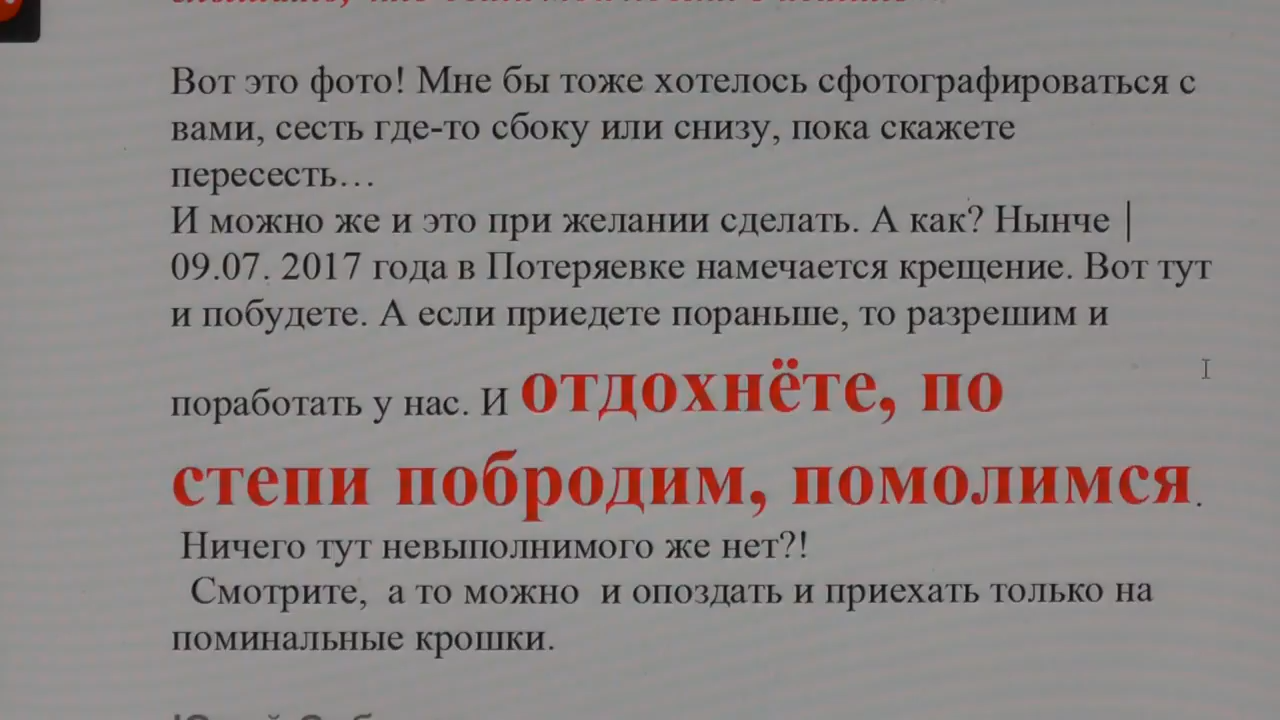 Вот это фото! Мне бы тоже хотелось сфотографироваться с
вами, сесть где-то сбоку или снизу, пока скажете
пересесть…
И можно же и это при желании сделать. А как? Нынче
09.07. 2017 года в Потеряевке намечается крещение. Вот тут
и побудете. А если приедете пораньше, то разрешим и
поработать у нас. И отдохнёте, по
степи побродим, помолимся.
Ничего тут невыполнимого же нет?!
Смотрите, а то можно и опоздать и приехать только на
поминальные крошки.